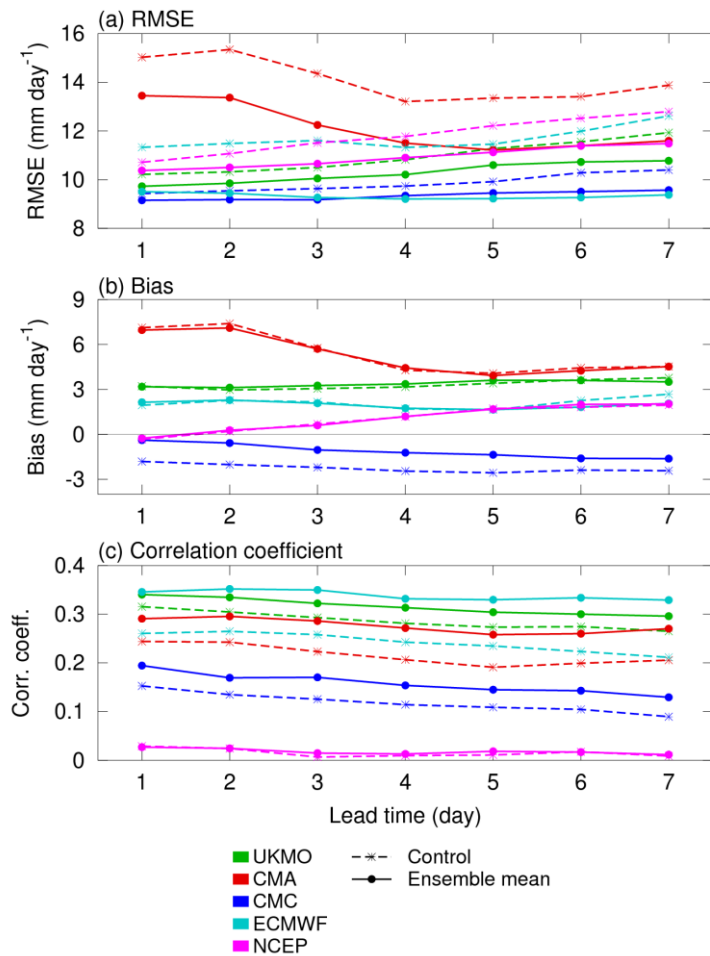 (a) RMSE
RMSE (mm day-1)
16
14
12
10
8
1 2 3 4 5 6 7
(b) Bias
Bias (mm day-1)
9
6
3
0
-3
1 2 3 4 5 6 7
(c) Correlation coefficient
Corr. coeff.
0.4
0.3
0.2
0.1
0
1 2 3 4 5 6 7
Lead time (day)
UKMO
CMA
CMC
ECMWF
NCEP
Control
Ensemble mean